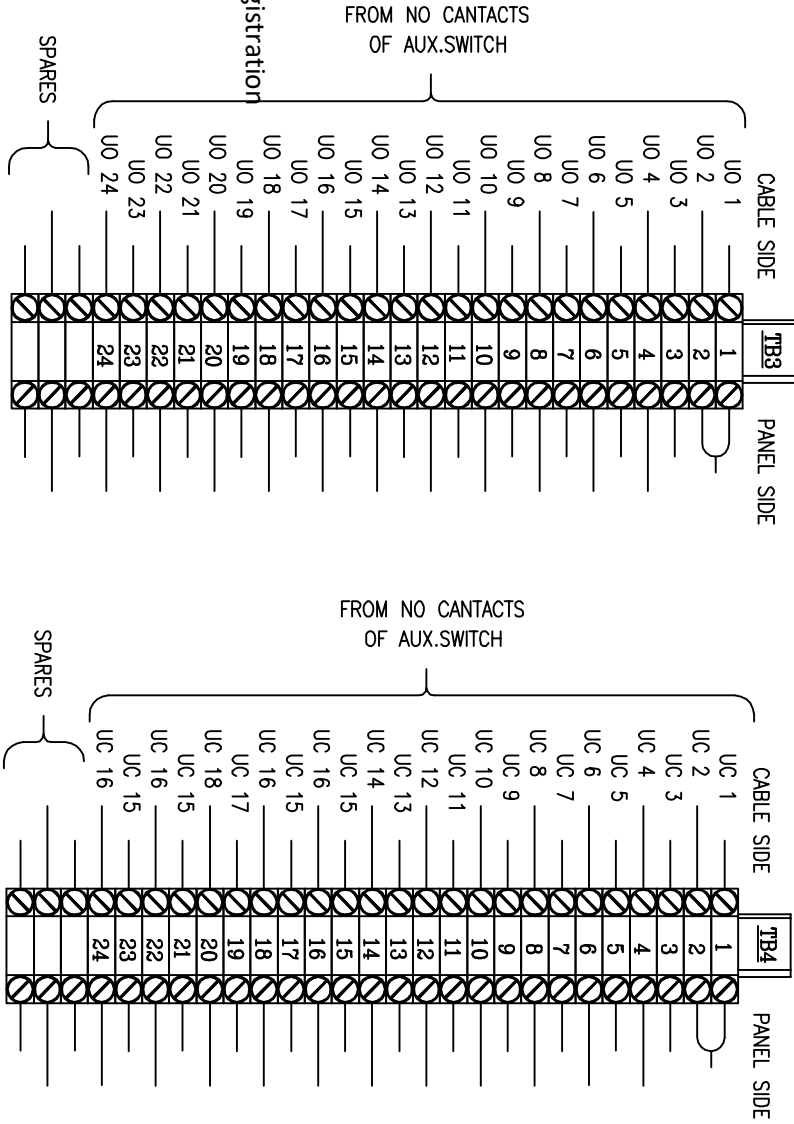 FROM NO CANTACTS
OF AUX.SWITCH
gistration
SPARES
CABLE SIDE
TB3
PANEL SIDE
UO 1
1
UO 2
2
UO 3
3
UO 4
4
UO 5
5
UO 6
6
UO 7
7
UO 8
8
UO 9
9
UO 10
10
UO 11
11
UO 12
12
UO 13
13
UO 14
14
UO 15
15
UO 16
16
UO 17
17
UO 18
18
UO 19
19
UO 20
20
UO 21
21
UO 22
22
UO 23
23
UO 24
24
FROM NO CANTACTS
OF AUX.SWITCH
SPARES
CABLE SIDE
TB4
PANEL SIDE
UC 1
1
UC 2
2
UC 3
3
UC 4
4
UC 5
5
UC 6
6
UC 7
7
UC 8
8
UC 9
9
UC 10
10
UC 11
11
UC 12
12
UC 13
13
UC 14
14
UC 15
15
UC 16
16
UC 15
17
UC 16
18
UC 17
19
UC 18
20
UC 15
21
UC 16
22
UC 15
23
UC 16
24